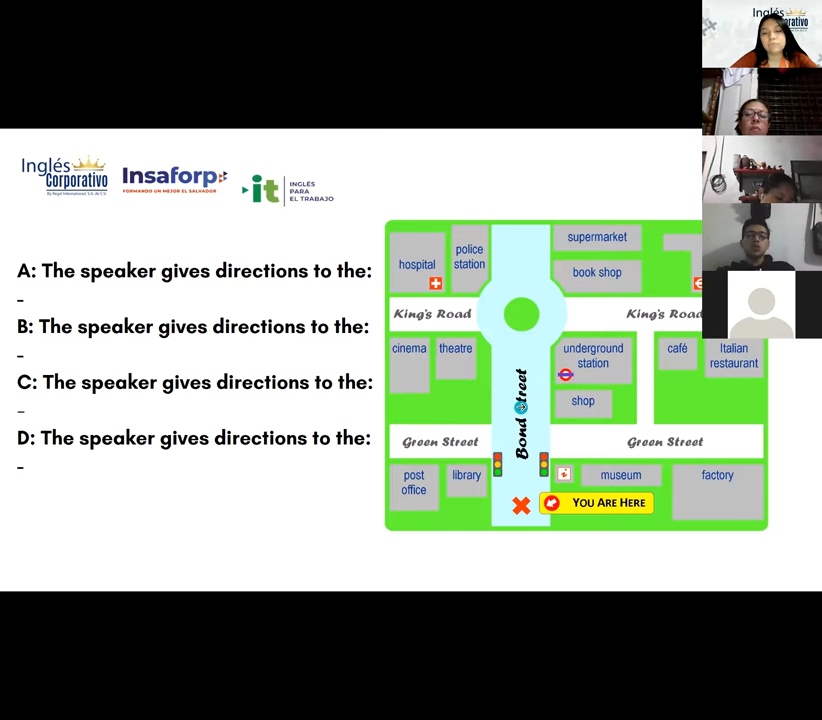 Inglés
Corporativo
By Regal International, S.A. de C.V.
Insaforp
FORMANDO UN MEJOR EL SALVADOR
it
INGLÉS
PARA
EL TRABAJO
A: The speaker gives directions to the:
-
B: The speaker gives directions to the:
-
C: The speaker gives directions to the:
-
D: The speaker gives directions to the:
-
hospital
police
station
supermarket
book shop
King's Road
King's Road
cinema
theatre
underground
station
café
Italian
restaurant
shop
Bond Street
Green Street
Green Street
post
office
library
i
museum
factory
YOU ARE HERE
Inglés